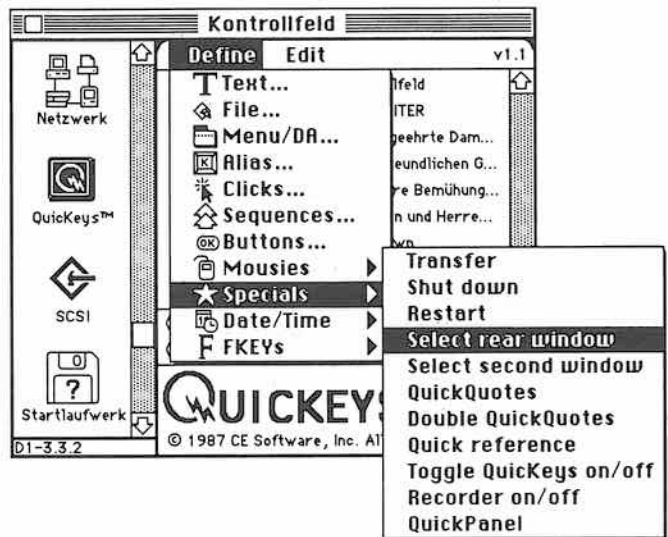 Kontrollfeld
Define Edit v1.1
Netzwerk
QuicKeys™
SCSI
Startlaufwerk
D1-3.3.2
Text...
File...
Menu/DA...
Alias...
Clicks...
Sequences...
OK Buttons...
Mousies
Specials
Date/Time
FKEYs
lfeld
ITER
geehrte Dam...
eundlichen G...
re Bemühung...
n und Herre...
Transfer
Shut down
Restart
Select rear window
Select second window
QuickQuotes
Double QuickQuotes
Quick reference
Toggle QuicKeys on/off
Recorder on/off
QuickPanel
QUICKEY
© 1987 CE Software, Inc. Al